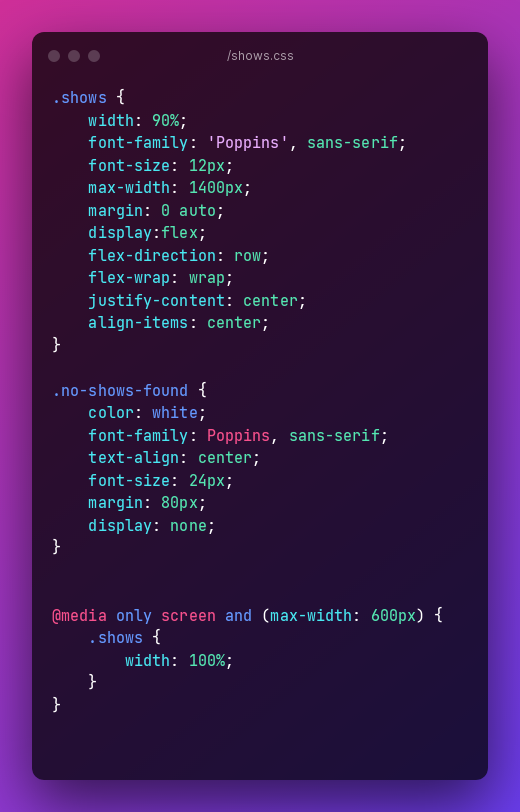 /shows.css
.shows {
    width: 90%;
    font-family: 'Poppins', sans-serif;
    font-size: 12px;
    max-width: 1400px;
    margin: 0 auto;
    display:flex;
    flex-direction: row;
    flex-wrap: wrap;
    justify-content: center;
    align-items: center;
}
.no-shows-found {
    color: white;
    font-family: Poppins, sans-serif;
    text-align: center;
    font-size: 24px;
    margin: 80px;
    display: none;
}
@media only screen and (max-width: 600px) {
    .shows {
        width: 100%;
    }
}